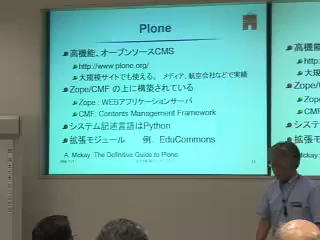 Plone
高機能、オープンソースCMS
http://www.plone.org/
大規模サイトでも使える。 メディア、航空会社などで実績
Zope/CMF の上に構築されている
Zope : WEBアプリケーションサーバ
CMF: Contents Management Framework
システム記述言語はPython
拡張モジュール 例. EduCommons
A. Mckay: The Definitive Guide to Plone
高機能
http:
大規
Zope/
Zope
CMF
システ
拡張モ
Mckay: